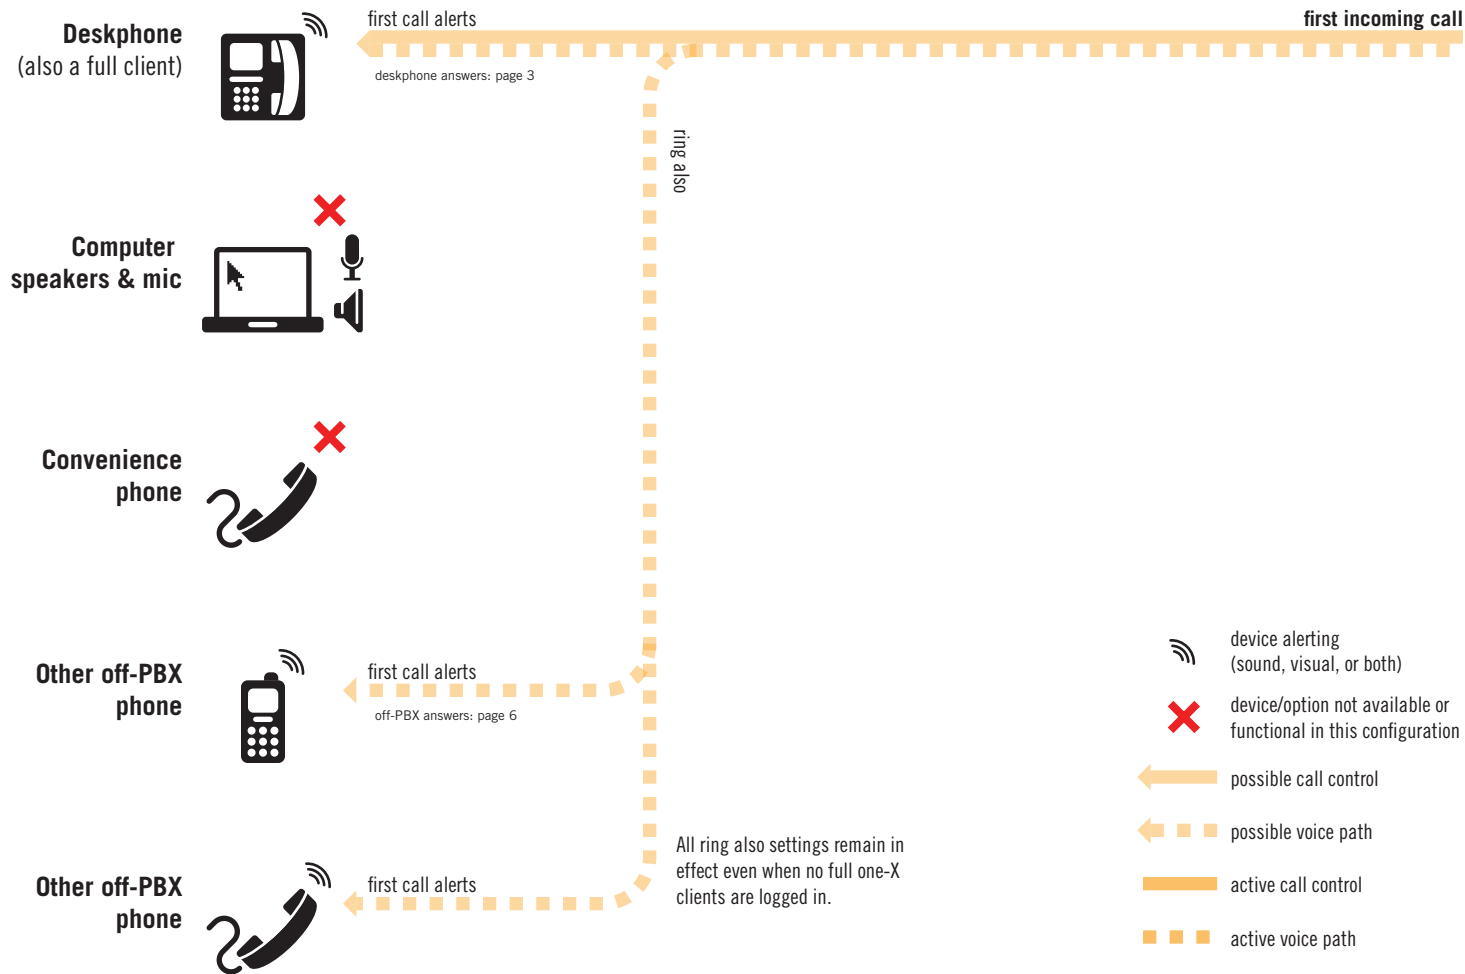 Deskphone
(also a full client)
first call alerts
first incoming call
deskphone answers: page 3
ring also
Computer
speakers & mic
Convenience
phone
Other off-PBX
phone
first call alerts
off-PBX answers: page 6
Other off-PBX
phone
first call alerts
All ring also settings remain in
effect even when no full one-X
clients are logged in.
device alerting
(sound, visual, or both)
device/option not available or
functional in this configuration
possible call control
possible voice path
active call control
active voice path